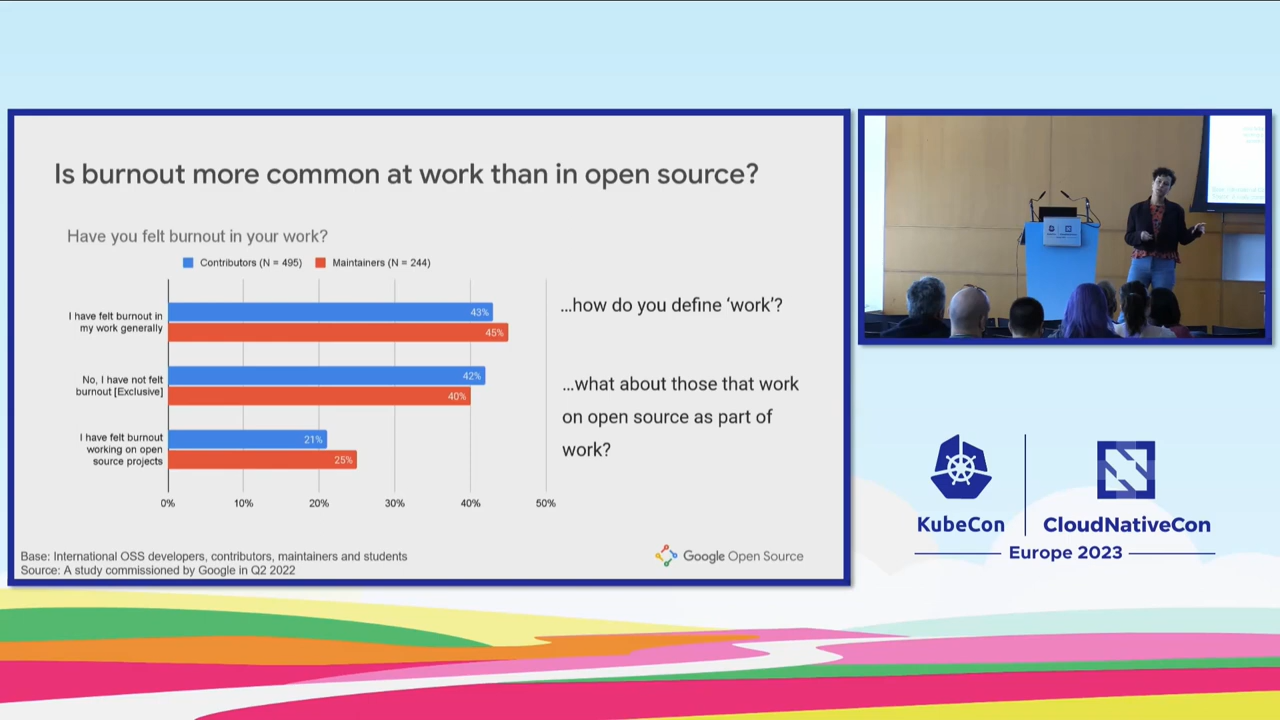 Is burnout more common at work than in open source?
Have you felt burnout in your work?
Contributors (N = 495)
Maintainers (N = 244)
I have felt burnout in
my work generally
43%
45%
No, I have not felt
burnout [Exclusive]
42%
40%
I have felt burnout
working on open
source projects
21%
25%
0%
10%
20%
30%
40%
50%
...how do you define ‘work’?
...what about those that work
on open source as part of
work?
Base: International OSS developers, contributors, maintainers and students
Source: A study commissioned by Google in Q2 2022
Google Open Source
KubeCon
CloudNativeCon
Europe 2023